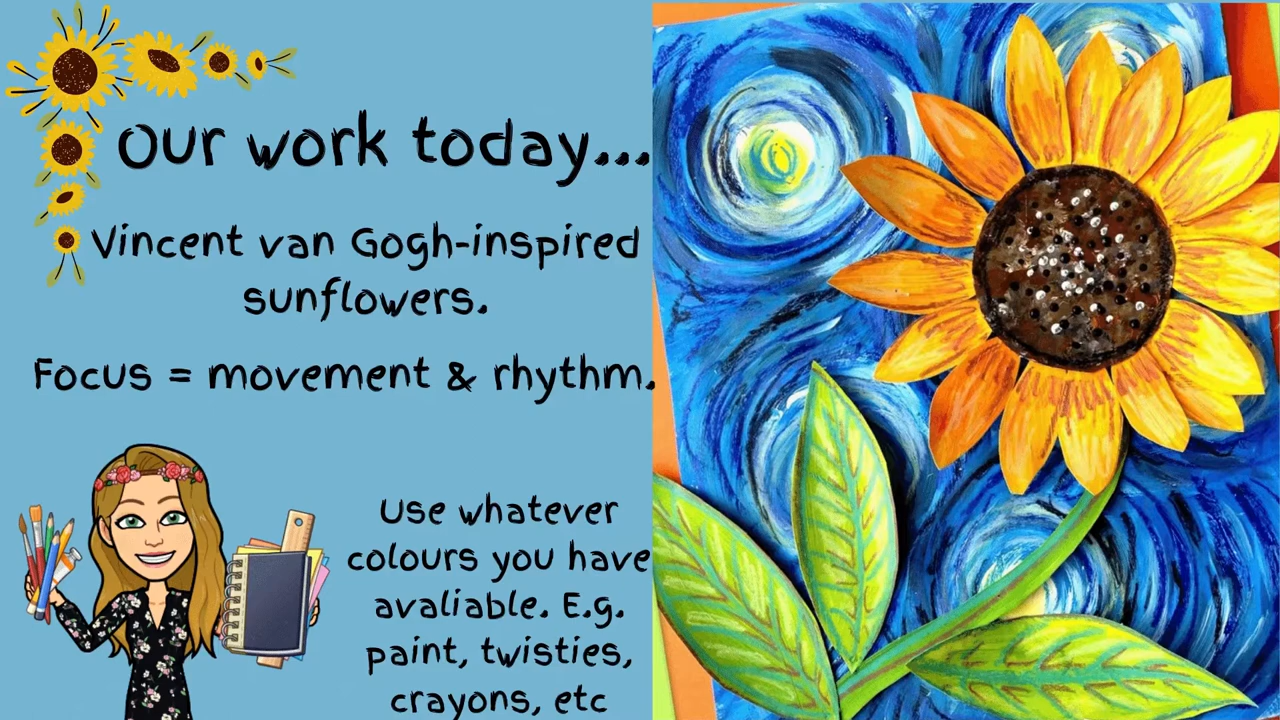 Our work today...
Vincent van Gogh-inspired
sunflowers.
Focus = movement & rhythm.
Use whatever
colours you have
avaliable. E.g.
paint, twisties,
crayons, etc